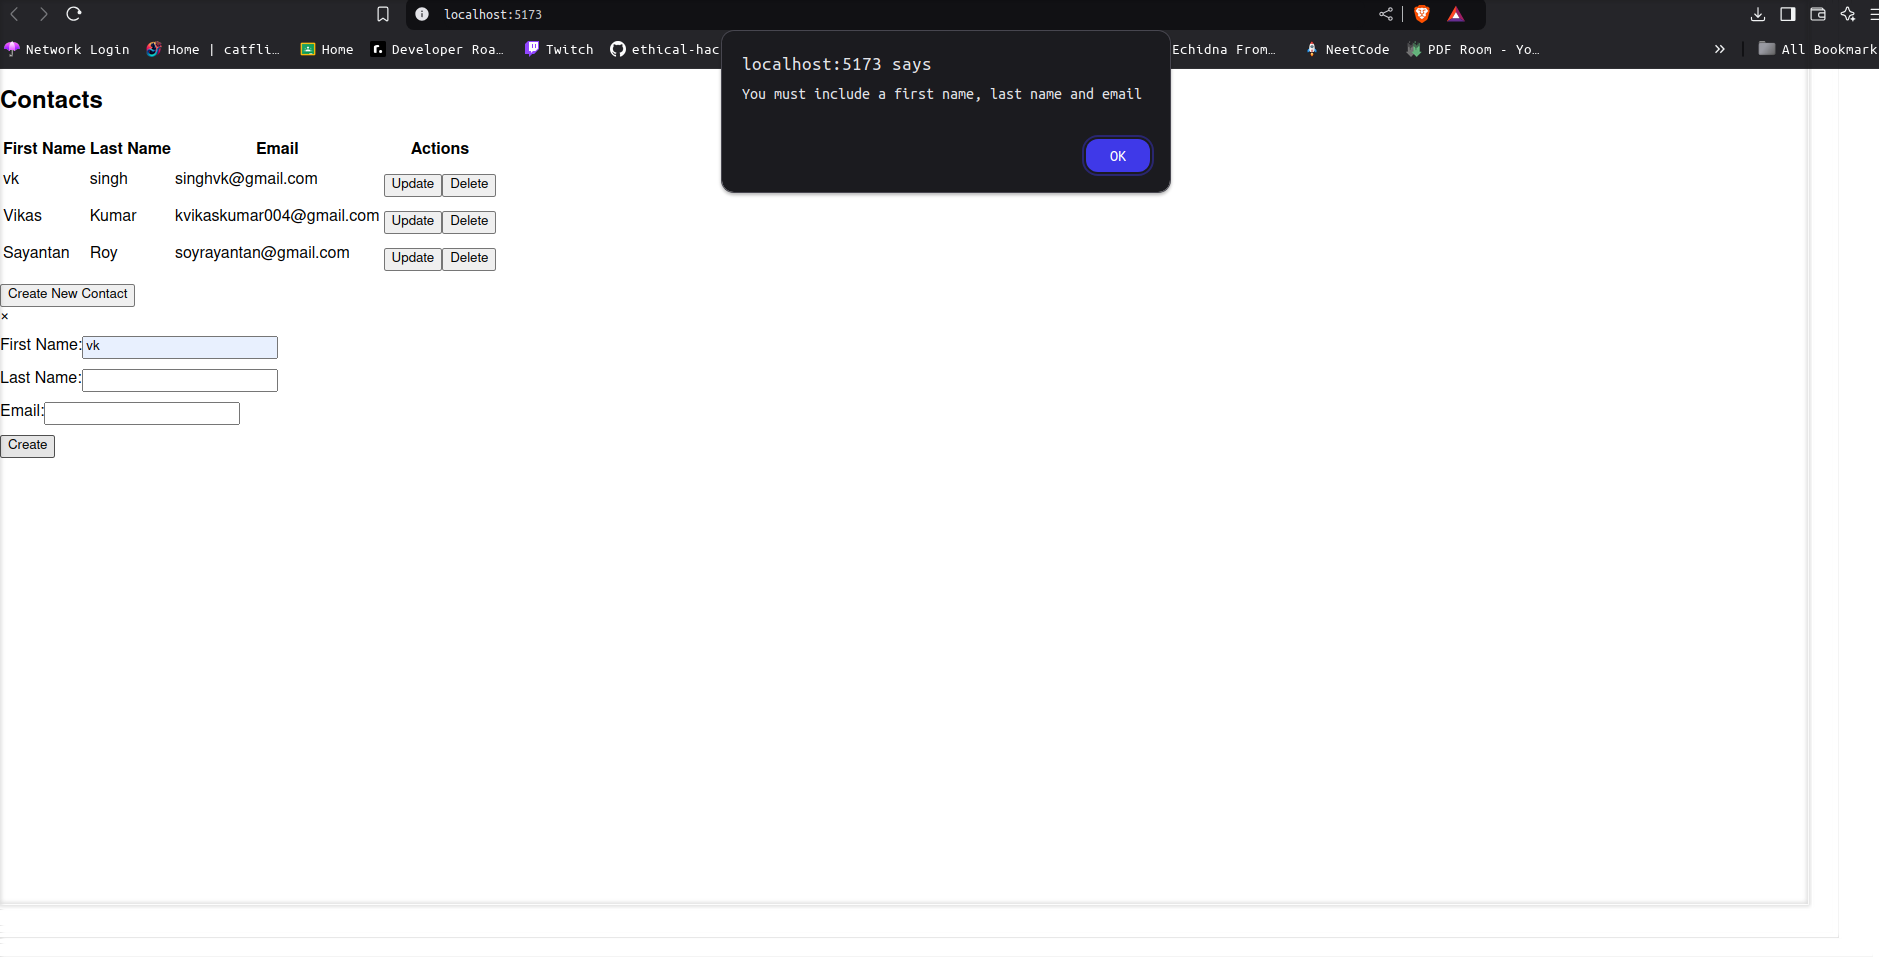 localhost:5173
Network Login Home | catfli… Home Developer Roa… Twitch ethical-hac Echidna From… NeetCode PDF Room - Yo… » All Bookmark
localhost:5173 says
You must include a first name, last name and email
OK
Contacts
First Name Last Name Email Actions
vk singh singhvk@gmail.com Update Delete
Vikas Kumar kvikaskumar004@gmail.com Update Delete
Sayantan Roy soyrayantan@gmail.com Update Delete
Create New Contact
×
First Name: vk
Last Name:
Email:
Create